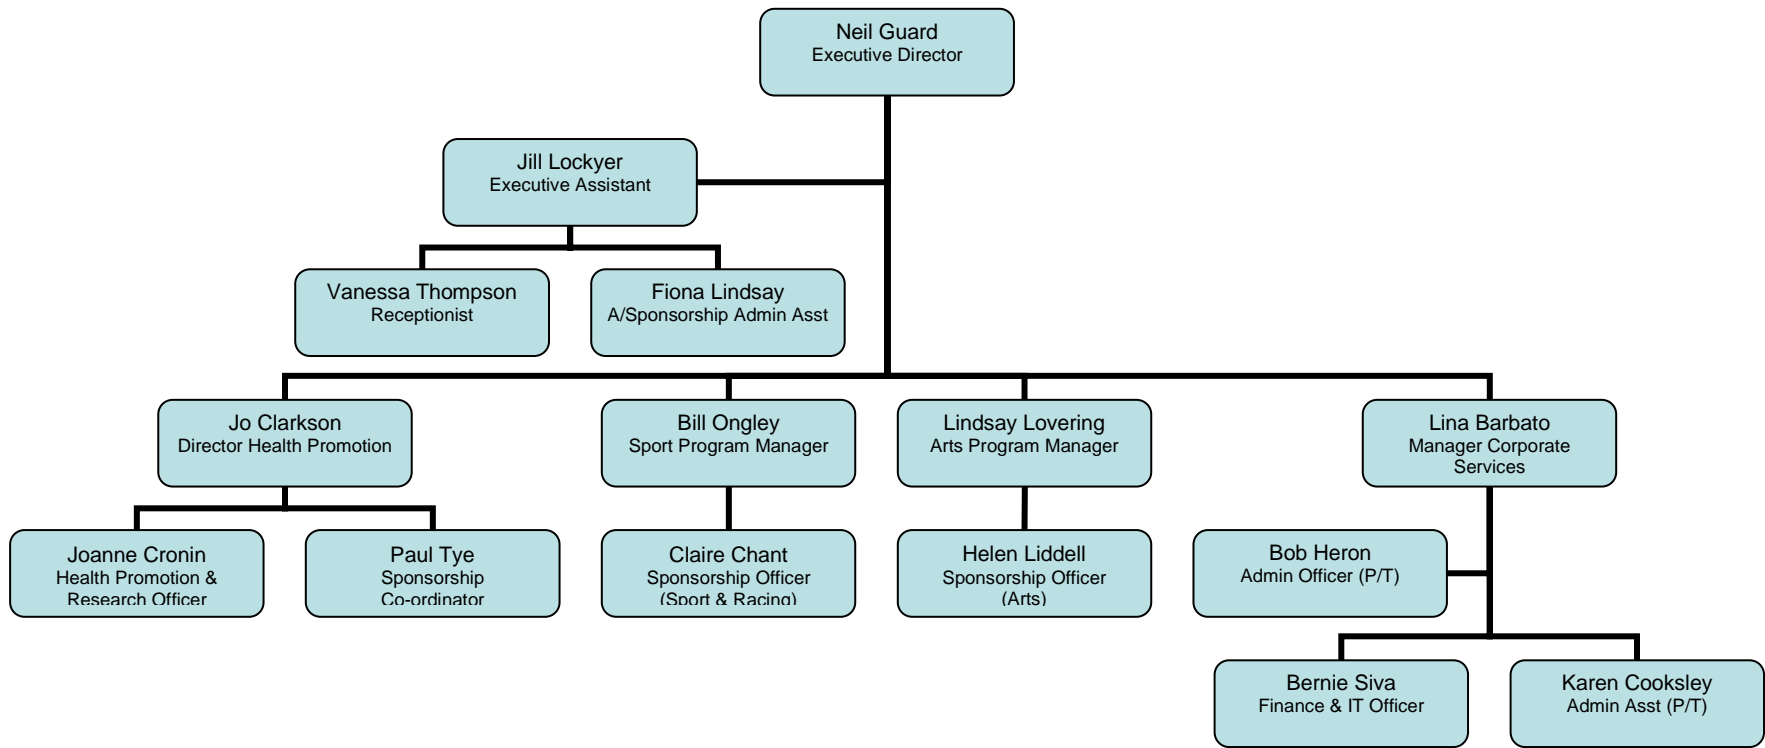 Neil Guard
Executive Director
Jill Lockyer
Executive Assistant
Vanessa Thompson
Receptionist
Fiona Lindsay
A/Sponsorship Admin Asst
Jo Clarkson
Director Health Promotion
Bill Ongley
Sport Program Manager
Lindsay Lovering
Arts Program Manager
Lina Barbato
Manager Corporate
Services
Joanne Cronin
Health Promotion &
Research Officer
Paul Tye
Sponsorship
Co-ordinator
Claire Chant
Sponsorship Officer
(Sport & Racing)
Helen Liddell
Sponsorship Officer
(Arts)
Bob Heron
Admin Officer (P/T)
Bernie Siva
Finance & IT Officer
Karen Cooksley
Admin Asst (P/T)